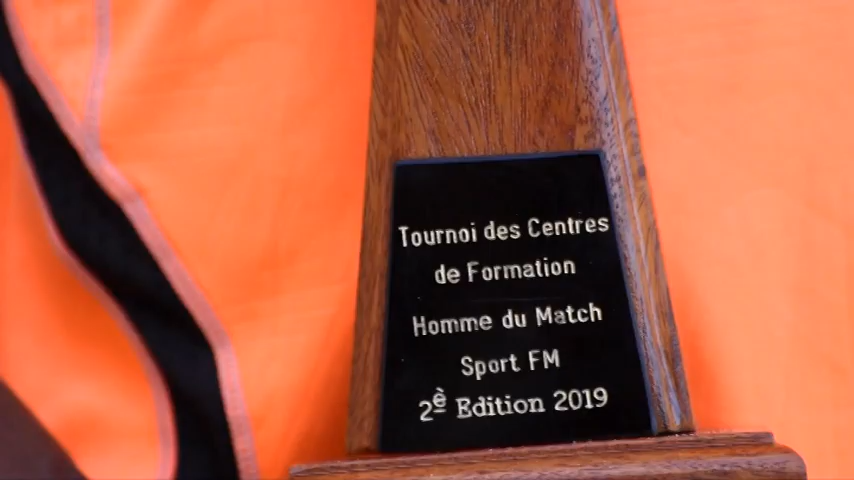 Tournoi des Centres
de Formation
Homme du Match
Sport FM
2è Edition 2019